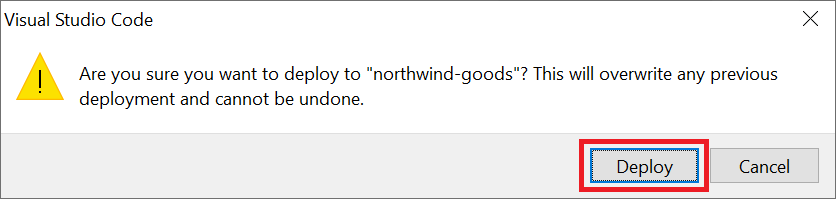 Visual Studio Code
Are you sure you want to deploy to "northwind-goods"? This will overwrite any previous
deployment and cannot be undone.
Deploy
Cancel